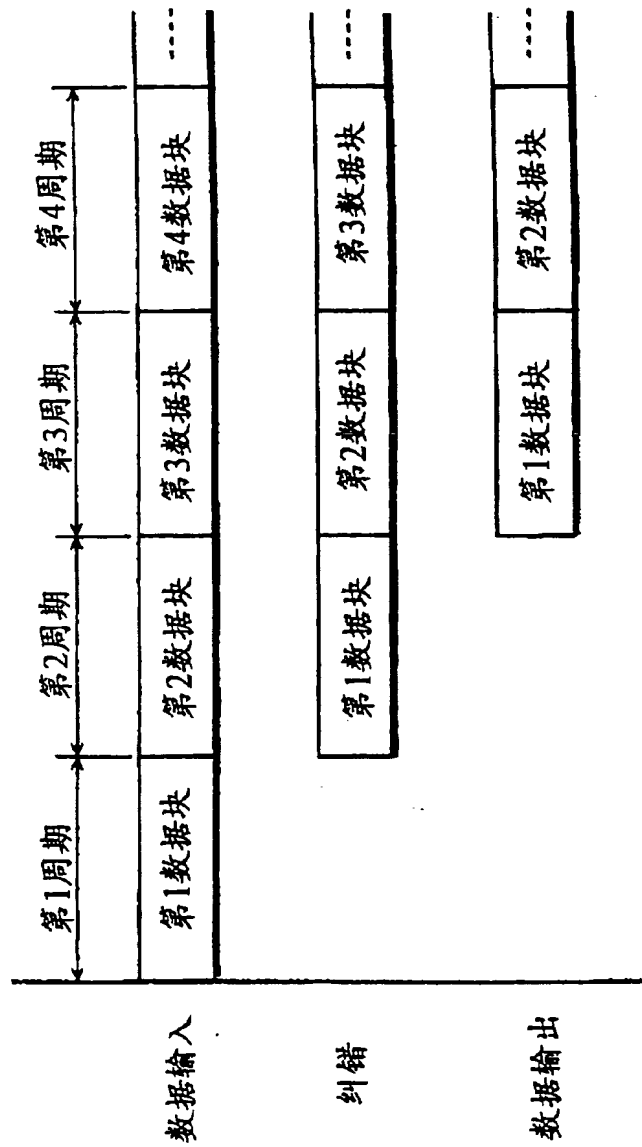 第1周期 第2周期 第3周期 第4周期
数据输入 第1数据块 第2数据块 第3数据块 第4数据块 ----
纠错 第1数据块 第2数据块 第3数据块 ----
数据输出 第1数据块 第2数据块 ----